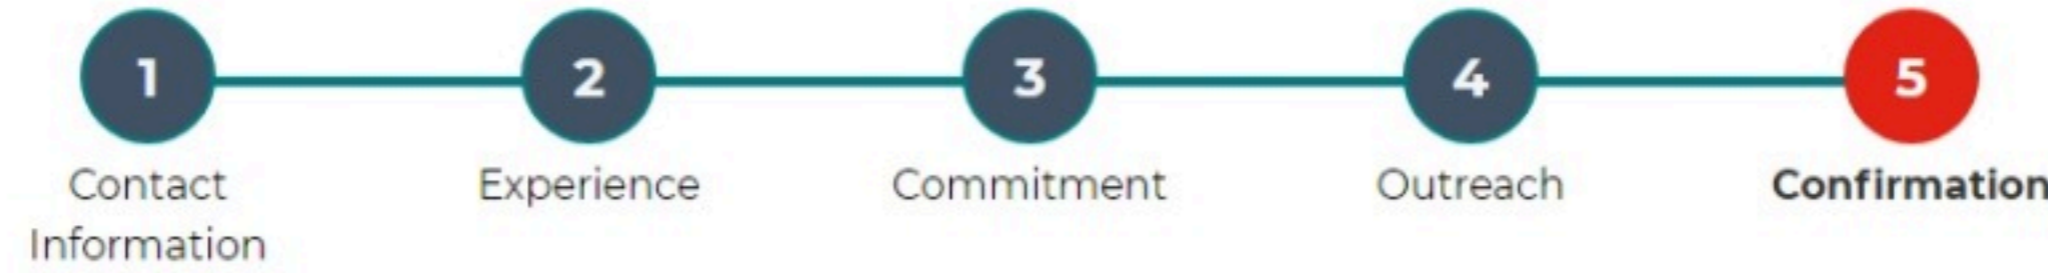 1 2 3 4 5
Contact Experience Commitment Outreach Confirmation
Information